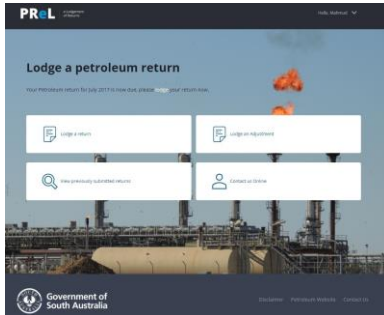 PReL
Hello, Mahmud
Lodge a petroleum return
Your Petroleum return for July 2017 is now due, please lodge your return now.
Lodge a return
Lodge an Adjustment
View previously submitted returns
Contact us Online
Government of
South Australia
Disclaimer Petroleum Website Contact Us